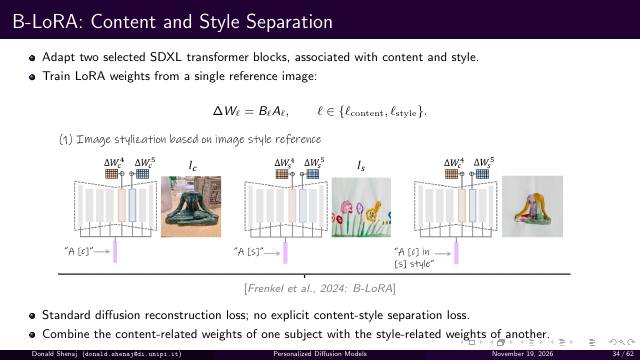 B-LoRA: Content and Style Separation
Adapt two selected SDXL transformer blocks, associated with content and style.
Train LoRA weights from a single reference image:
ΔW_ℓ = B_ℓA_ℓ, ℓ ∈ {ℓ_content, ℓ_style}.
(1) Image stylization based on image style reference
ΔW_c^4 ΔW_c^5 I_c ΔW_s^4 ΔW_s^5 I_s ΔW_c^4 ΔW_s^5
"A [c]" "A [s]" "A [c] in
[s] style"
[Frenkel et al., 2024: B-LoRA]
Standard diffusion reconstruction loss; no explicit content-style separation loss.
Combine the content-related weights of one subject with the style-related weights of another.
Donald Shenaj (donald.shenaj@di.unipi.it) Personalized Diffusion Models November 19, 2026 34 / 62